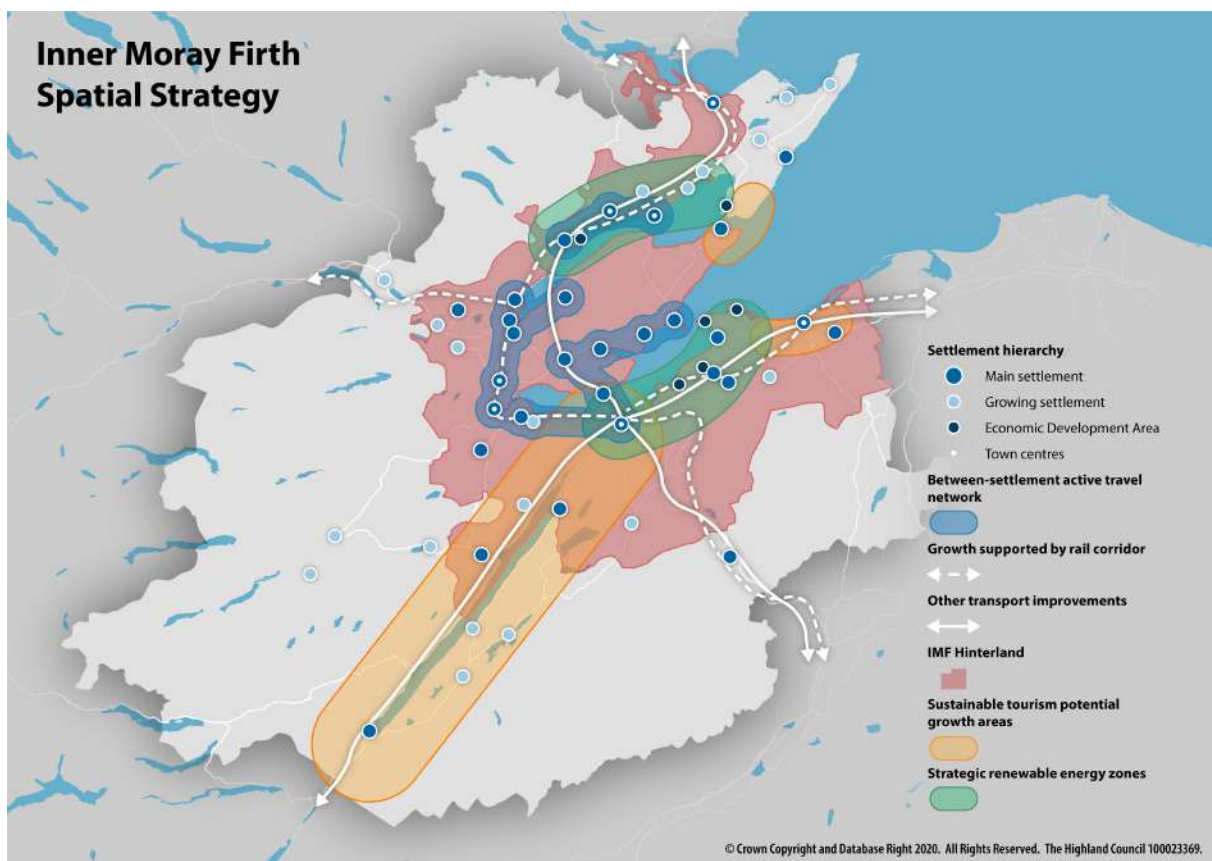 Inner Moray Firth
Spatial Strategy
Settlement hierarchy
Main settlement
Growing settlement
Economic Development Area
Town centres
Between-settlement active travel
network
Growth supported by rail corridor
Other transport improvements
IMF Hinterland
Sustainable tourism potential
growth areas
Strategic renewable energy zones
© Crown Copyright and Database Right 2020. All Rights Reserved. The Highland Council 100023369.